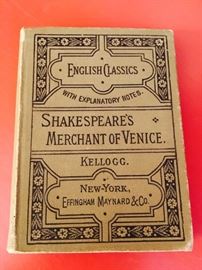 ENGLISH CLASSICS
WITH EXPLANATORY NOTES.
SHAKESPEARE'S
MERCHANT OF VENICE.
KELLOGG.
NEW-YORK,
EFFINGHAM MAYNARD & CO.